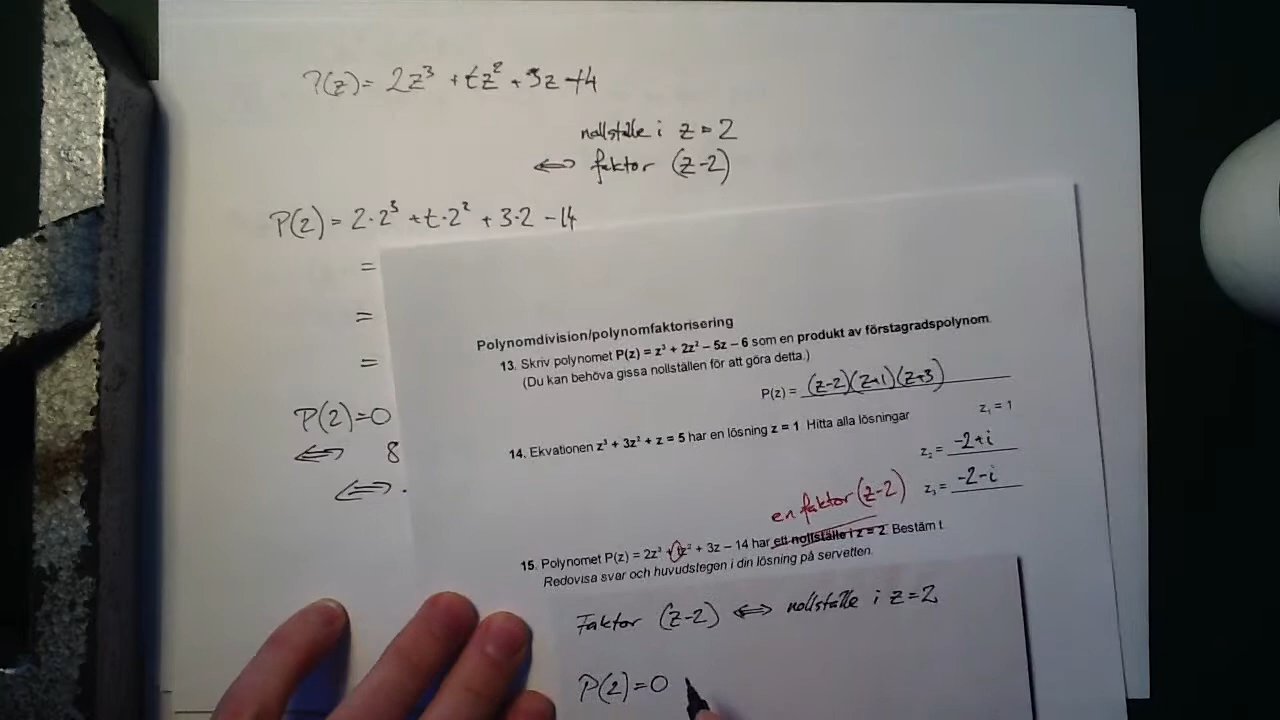 P(z) = 2z³ + tz² + 3z - 14
nollställe i z = 2
⟺ faktor (z-2)
P(2) = 2·2³ + t·2² + 3·2 - 14
=
=
=
P(2)=0
⟺ 8
⟺
Polynomdivision/polynomfaktorisering
13. Skriv polynomet P(z) = z³ + 2z² – 5z – 6 som en produkt av förstagradspolynom.
(Du kan behöva gissa nollställen för att göra detta.)
P(z) = (z-2)(z+1)(z+3)
14. Ekvationen z³ + 3z² + z = 5 har en lösning z = 1 Hitta alla lösningar
z₁ = 1
z₂ = -2+i
z₃ = -2-i
en faktor (z-2)
15. Polynomet P(z) = 2z³ + tz² + 3z – 14 har ett nollställe i z = 2. Bestäm t.
Redovisa svar och huvudstegen i din lösning på servetten.
Faktor (z-2) ⟺ nollställe i z=2
P(2)=0